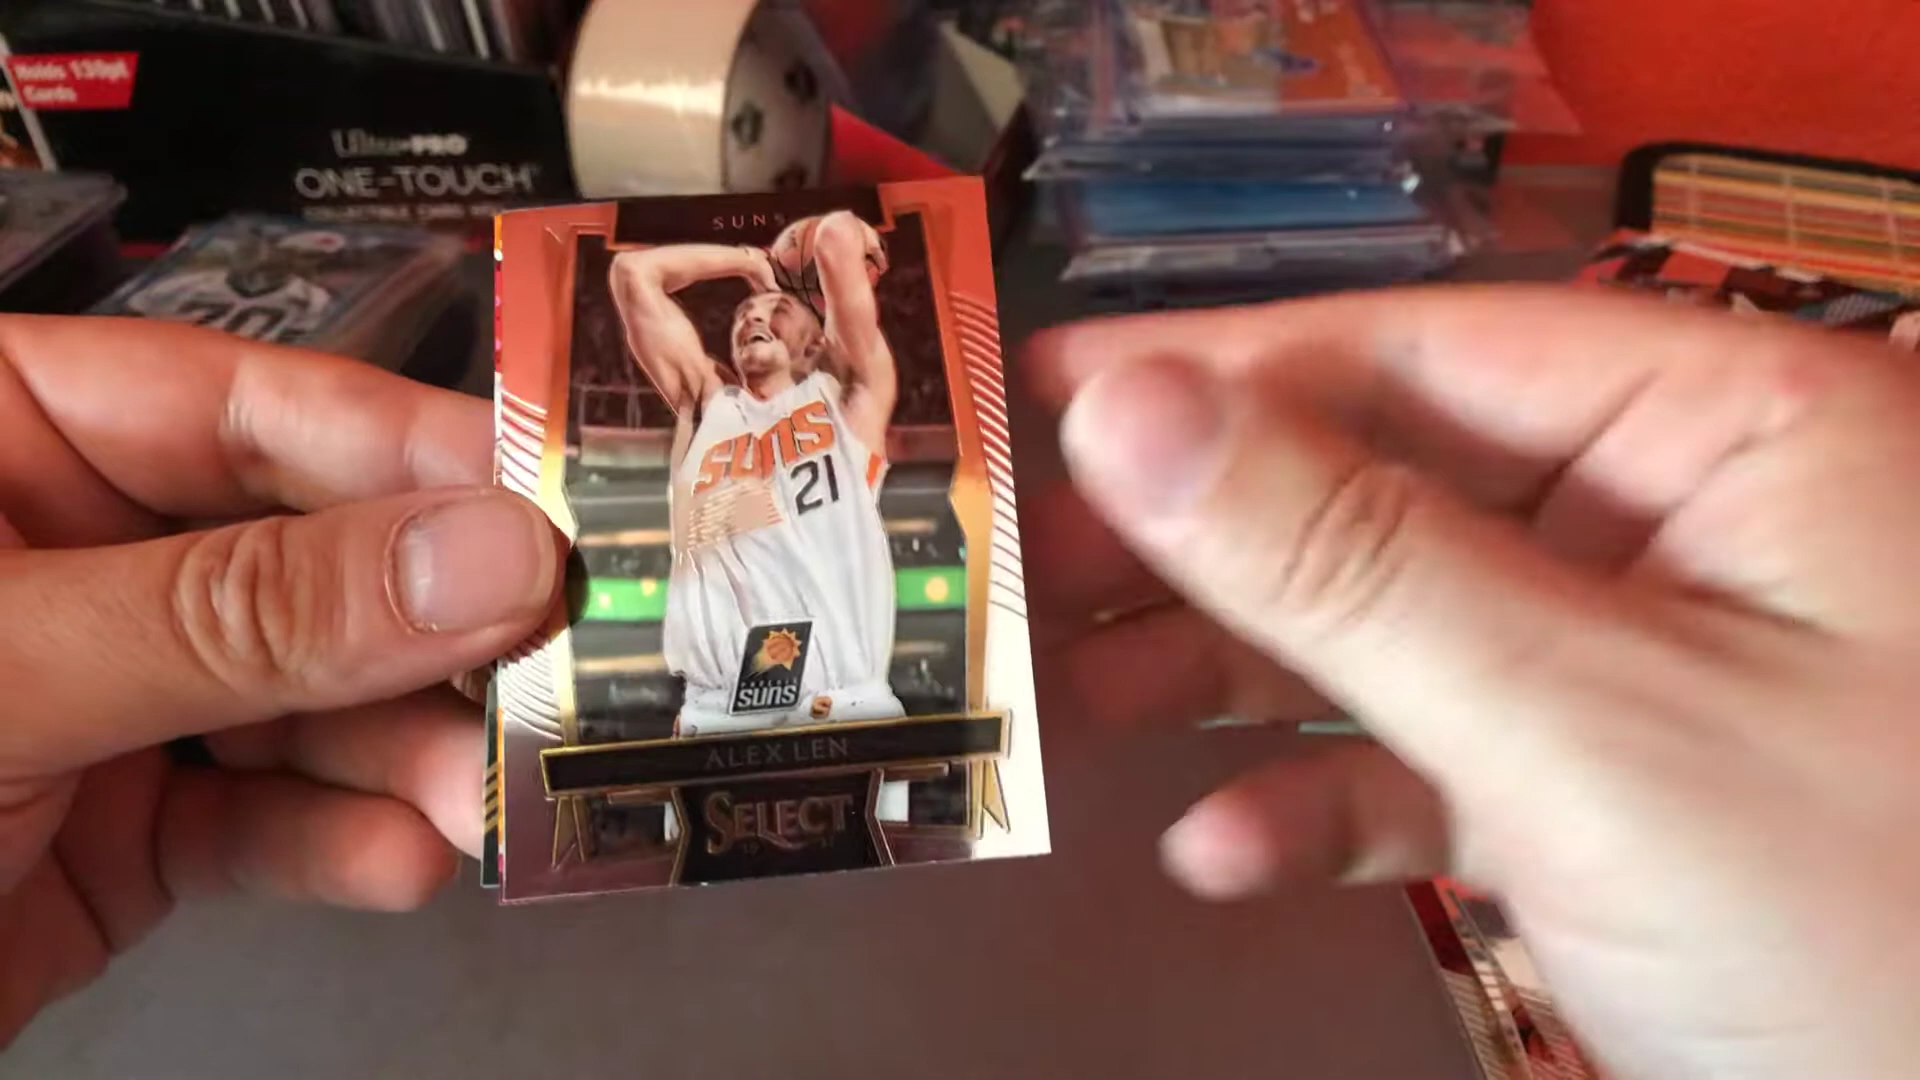 Holds 130pt
Cards
Ultra-PRO
ONE-TOUCH
SUNS
SUNS
21
SUNS
ALEX LEN
SELECT